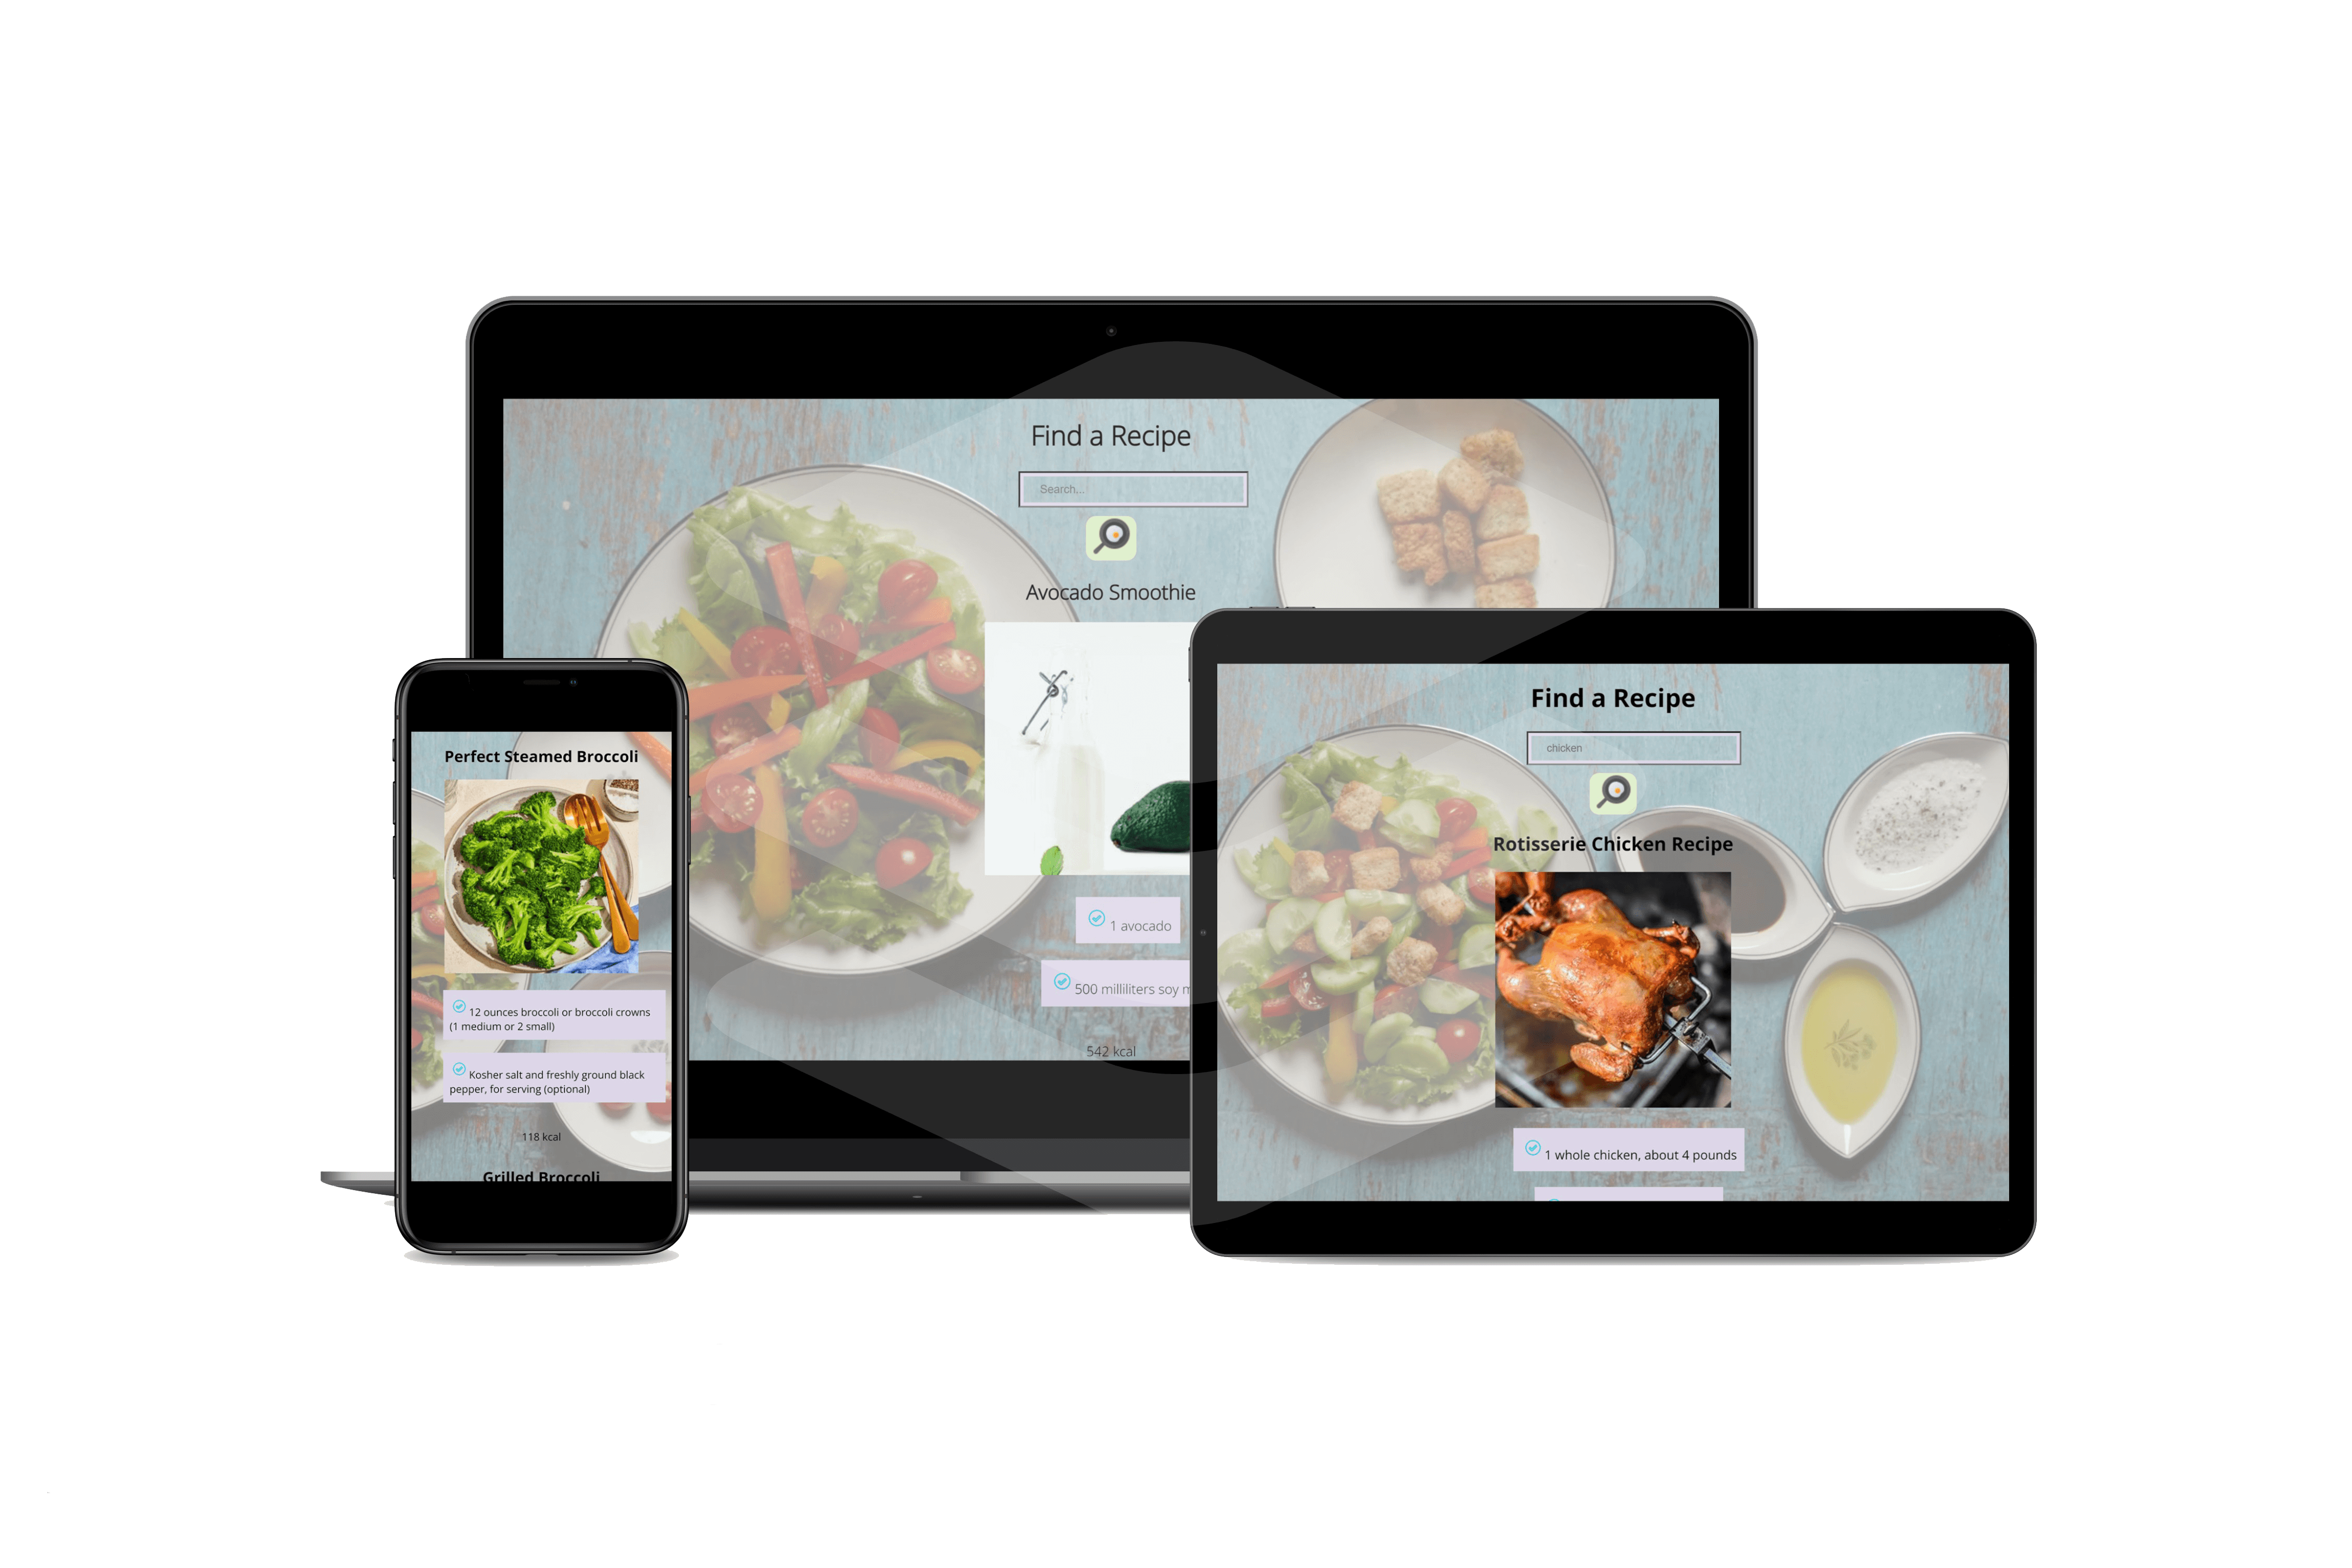 Find a Recipe
Search...
Avocado Smoothie
1 avocado
500 milliliters soy
542 kcal
Perfect Steamed Broccoli
12 ounces broccoli or broccoli crowns
(1 medium or 2 small)
Kosher salt and freshly ground black
pepper, for serving (optional)
118 kcal
Grilled Broccoli
Find a Recipe
chicken
Rotisserie Chicken Recipe
1 whole chicken, about 4 pounds